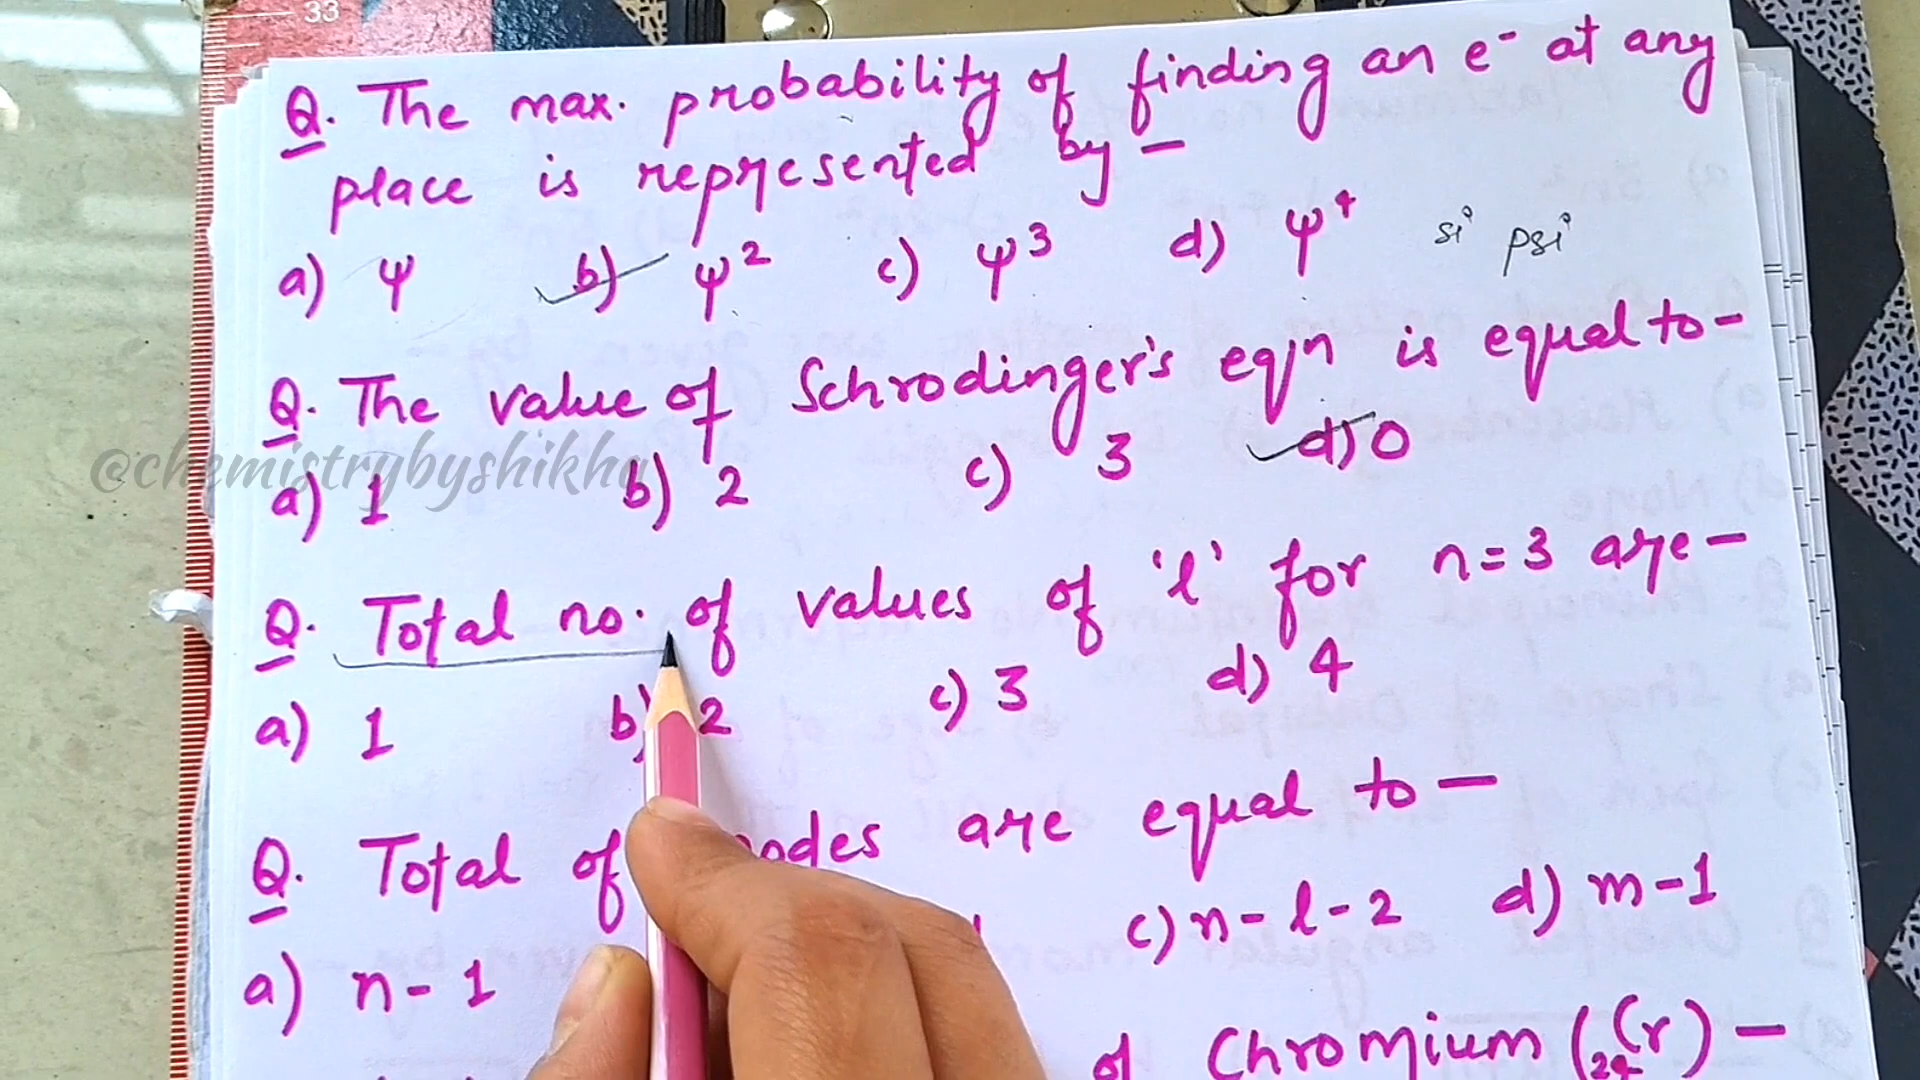 33
Q. The max. probability of finding an e⁻ at any
place is represented by –
a) ψ b) ψ² c) ψ³ d) ψ⁴ si psi
Q. The value of Schrodinger's eqⁿ is equal to –
@chemistrybyshikha
a) 1 b) 2 c) 3 d) 0
Q. Total no. of values of 'l' for n=3 are –
a) 1 b) 2 c) 3 d) 4
Q. Total of nodes are equal to –
a) n-1 c) n-l-2 d) m-1
of Chromium (₂₄Cr) –